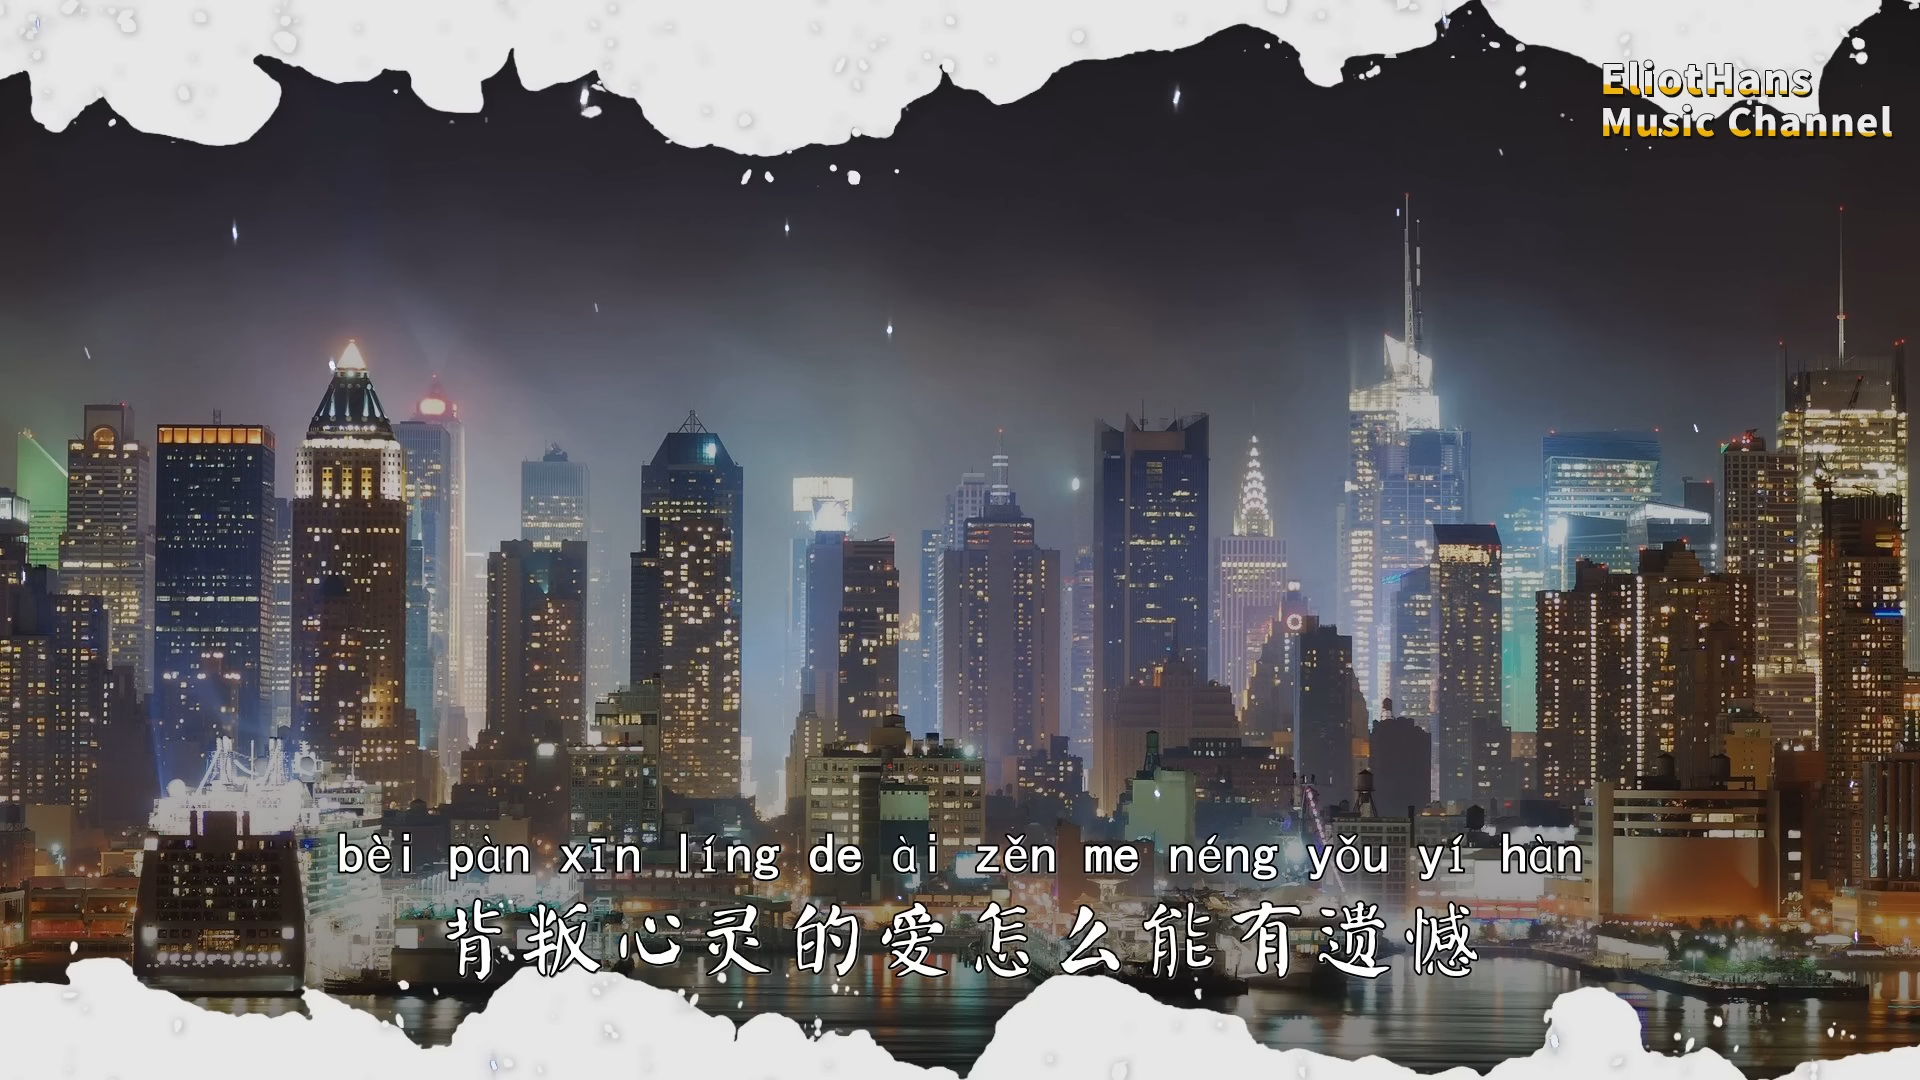 EliotHans
Music Channel
bèi pàn xīn líng de ài zěn me néng yǒu yí hàn
背叛心灵的爱怎么能有遗憾